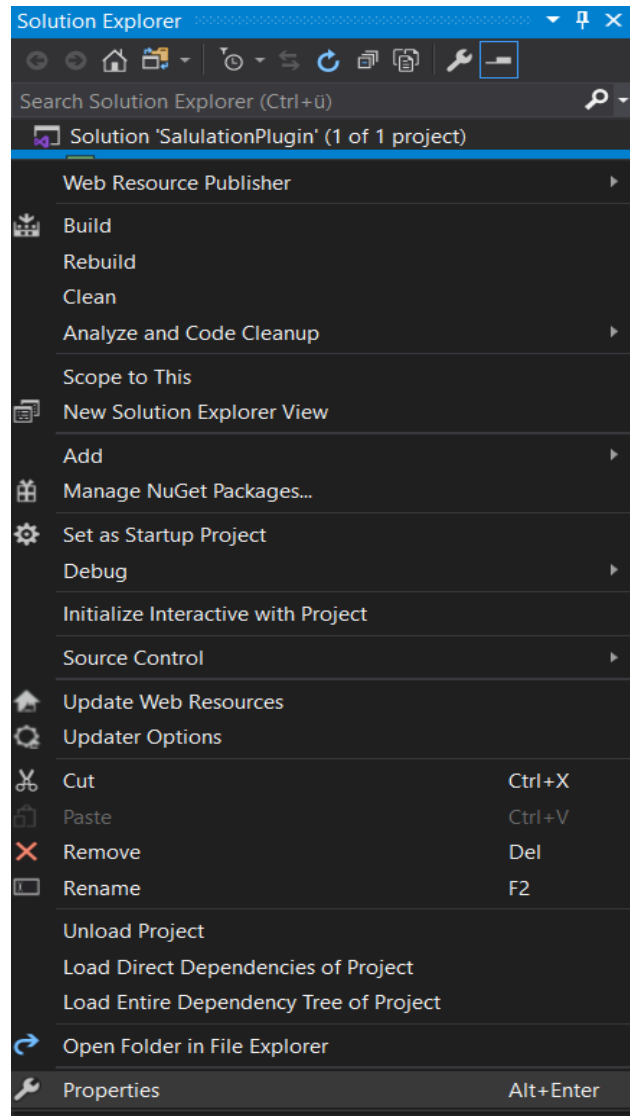 Solution Explorer
Search Solution Explorer (Ctrl+ü)
Solution 'SalulationPlugin' (1 of 1 project)
Web Resource Publisher
Build
Rebuild
Clean
Analyze and Code Cleanup
Scope to This
New Solution Explorer View
Add
Manage NuGet Packages...
Set as Startup Project
Debug
Initialize Interactive with Project
Source Control
Update Web Resources
Updater Options
Cut Ctrl+X
Paste Ctrl+V
Remove Del
Rename F2
Unload Project
Load Direct Dependencies of Project
Load Entire Dependency Tree of Project
Open Folder in File Explorer
Properties Alt+Enter